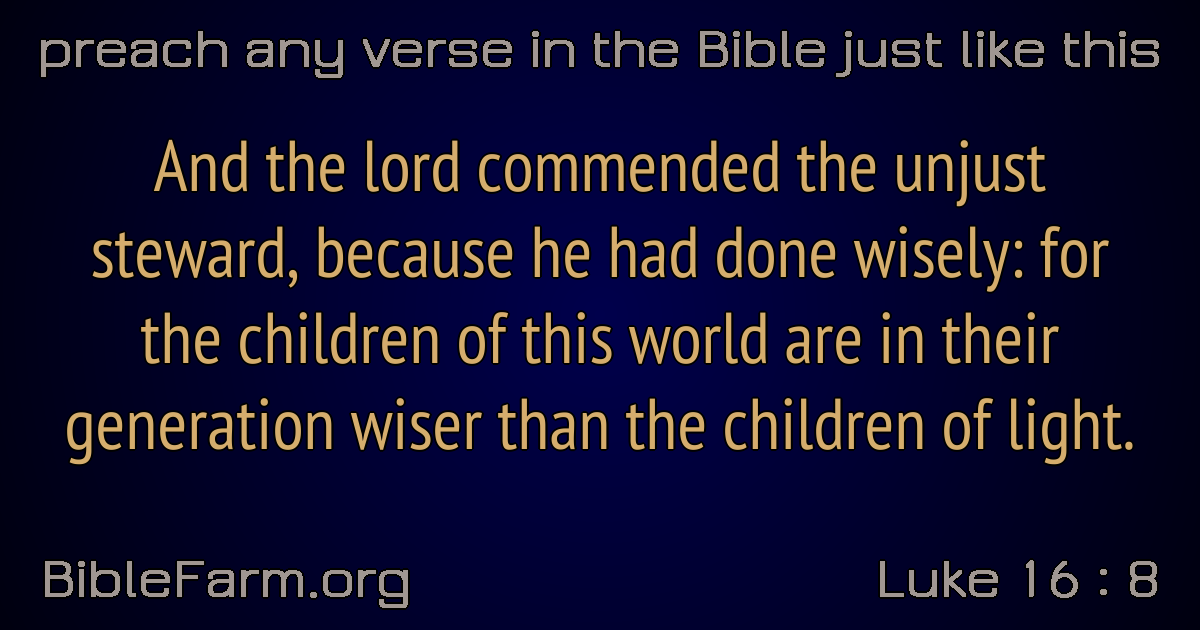 preach any verse in the Bible just like this
And the lord commended the unjust
steward, because he had done wisely: for
the children of this world are in their
generation wiser than the children of light.
BibleFarm.org
Luke 16 : 8